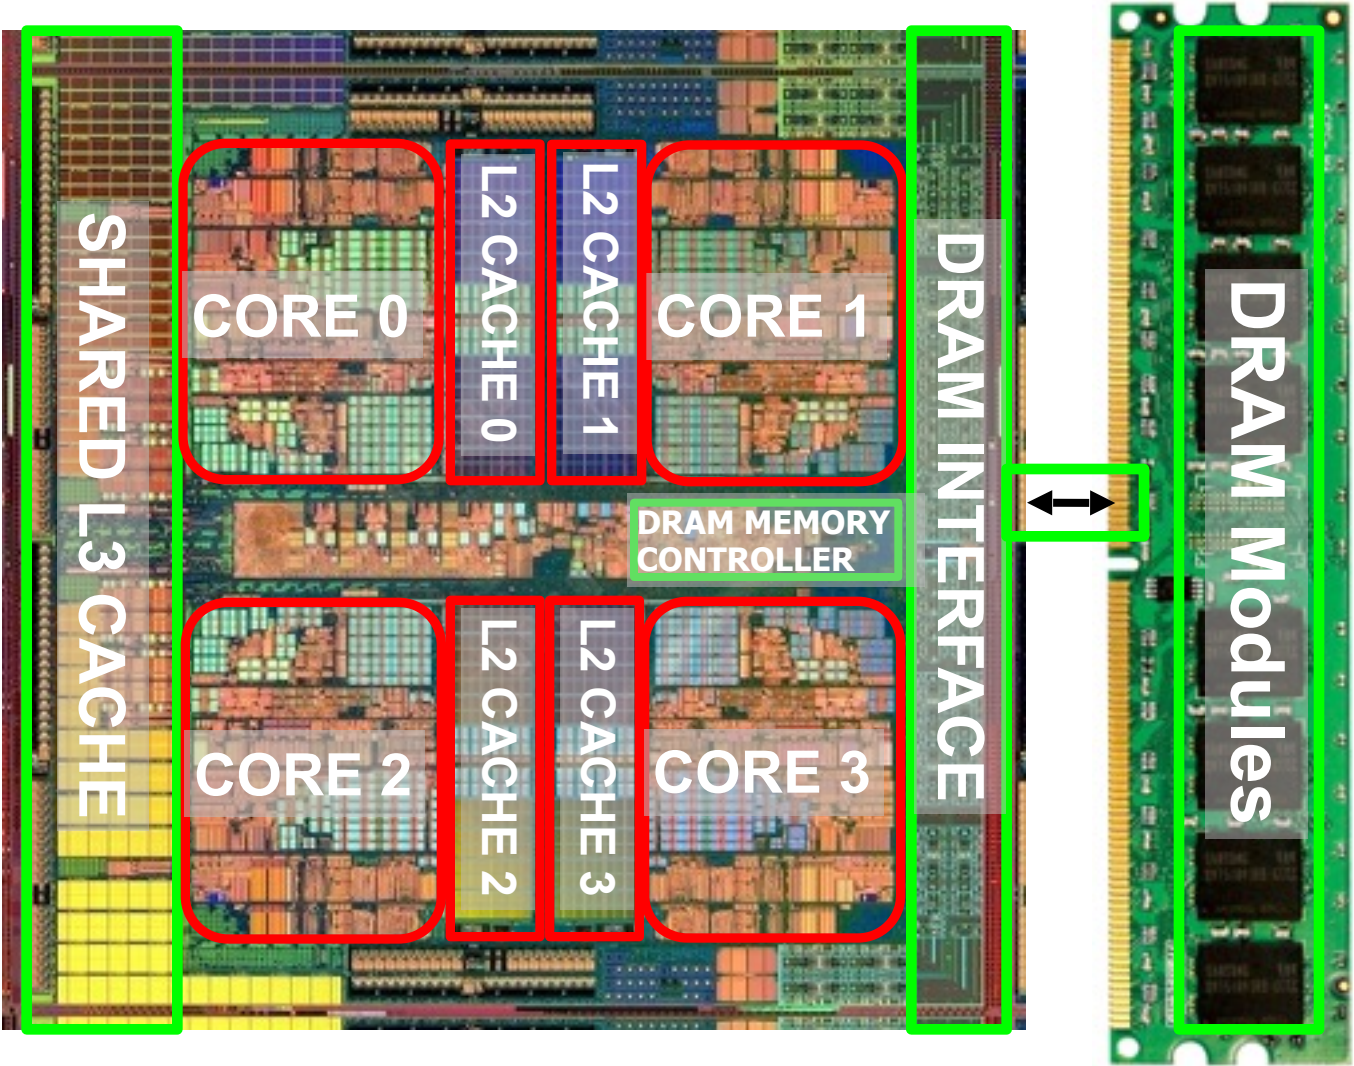 SHARED L3 CACHE
CORE 0
L2 CACHE 0
L2 CACHE 1
CORE 1
DRAM INTERFACE
DRAM Modules
DRAM MEMORY
CONTROLLER
CORE 2
L2 CACHE 2
L2 CACHE 3
CORE 3